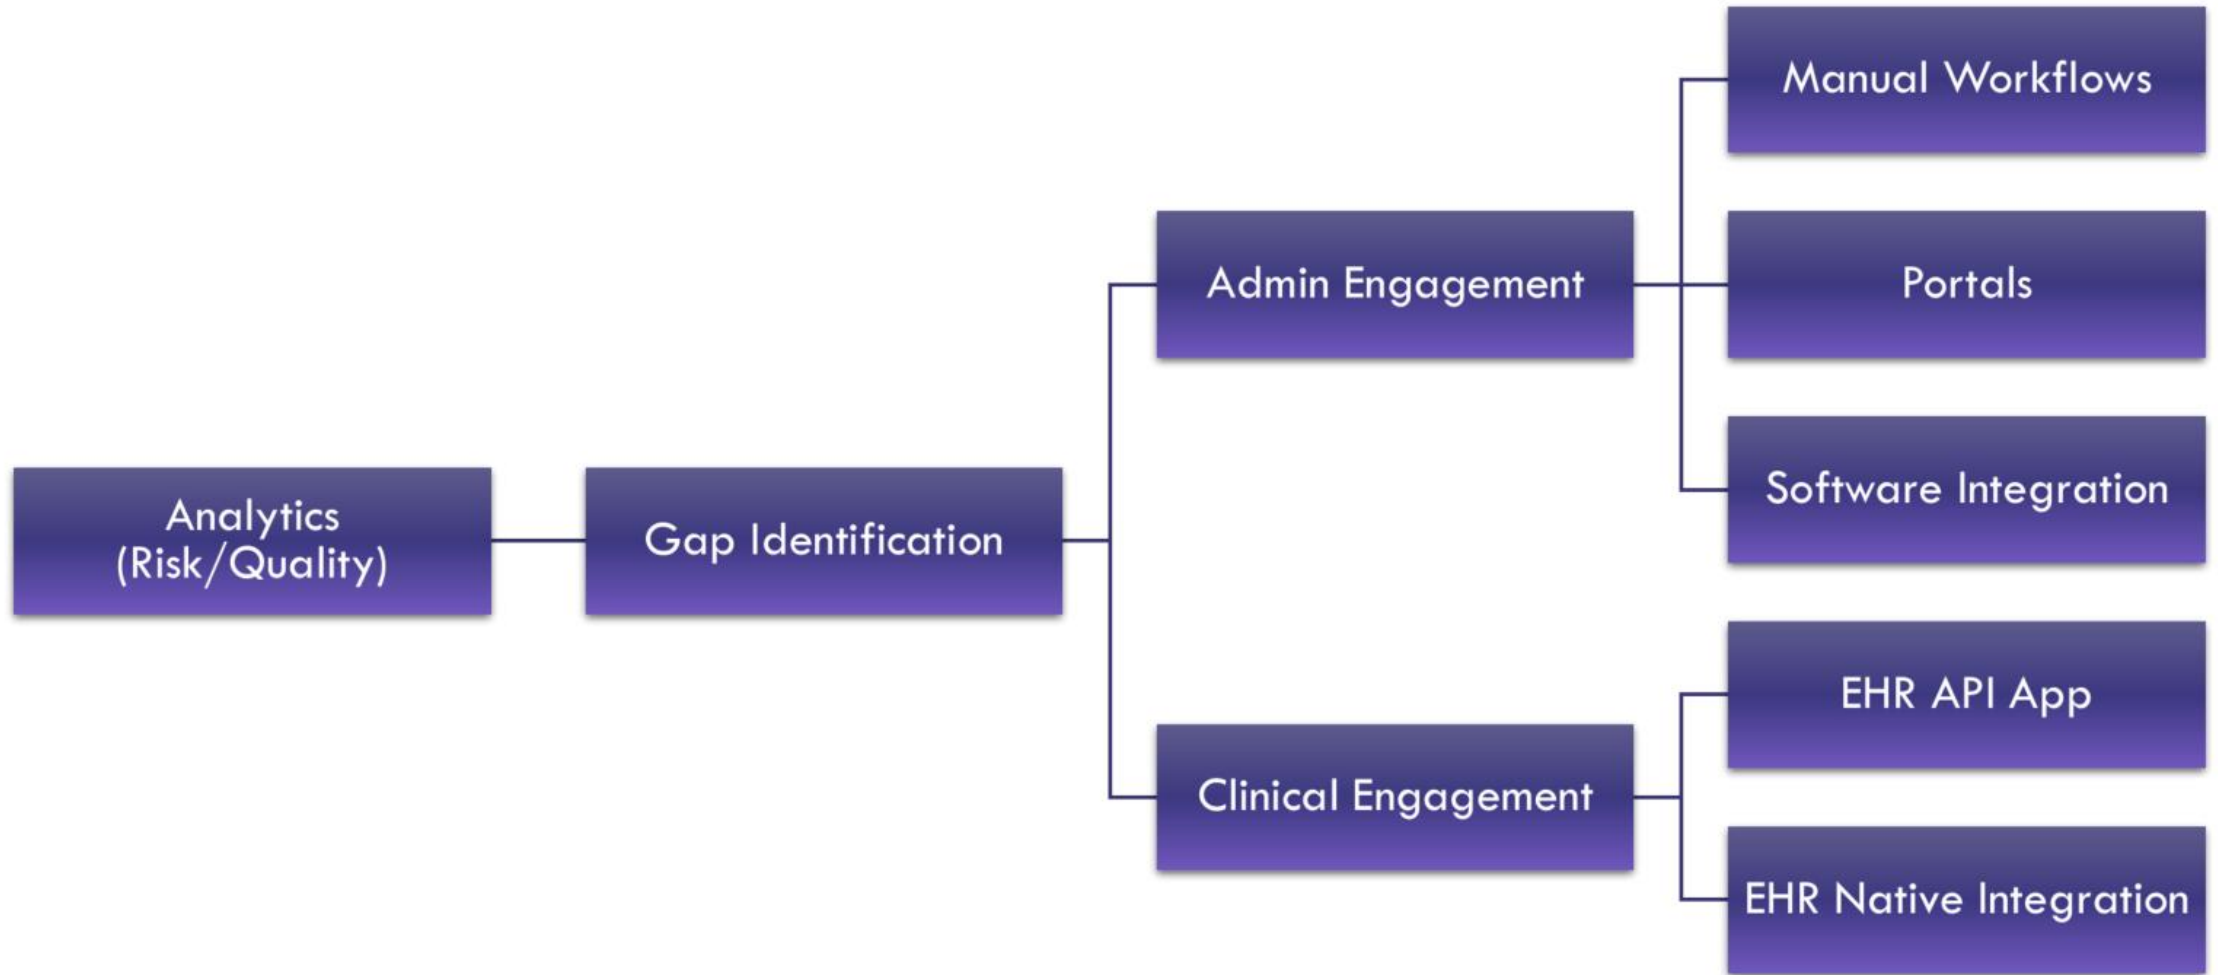 Analytics
(Risk/Quality)
Gap Identification
Admin Engagement
Manual Workflows
Portals
Software Integration
Clinical Engagement
EHR API App
EHR Native Integration